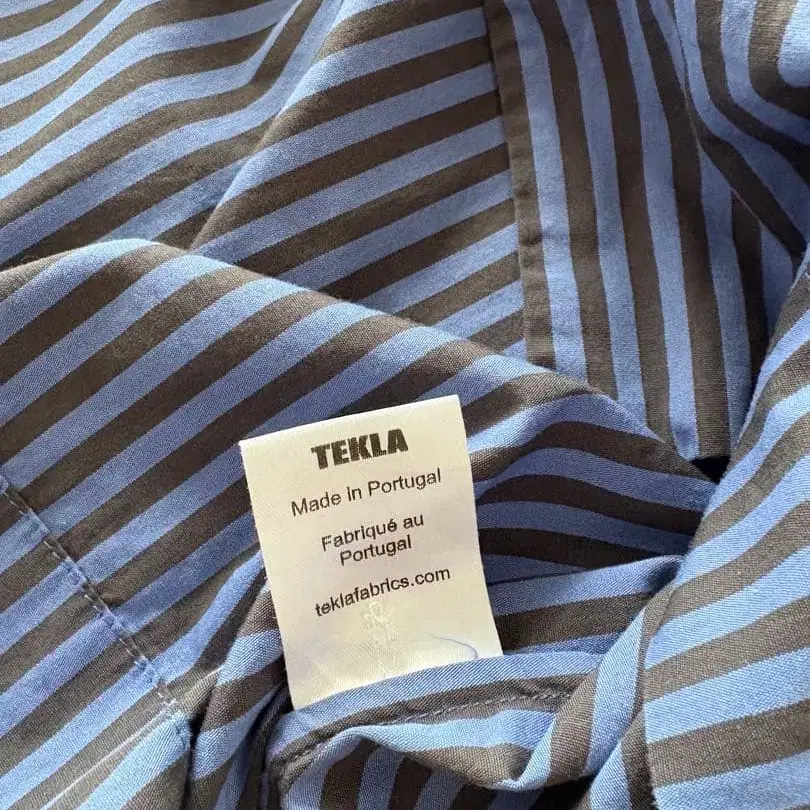 TEKLA
Made in Portugal
Fabriqué au
Portugal
teklafabrics.com